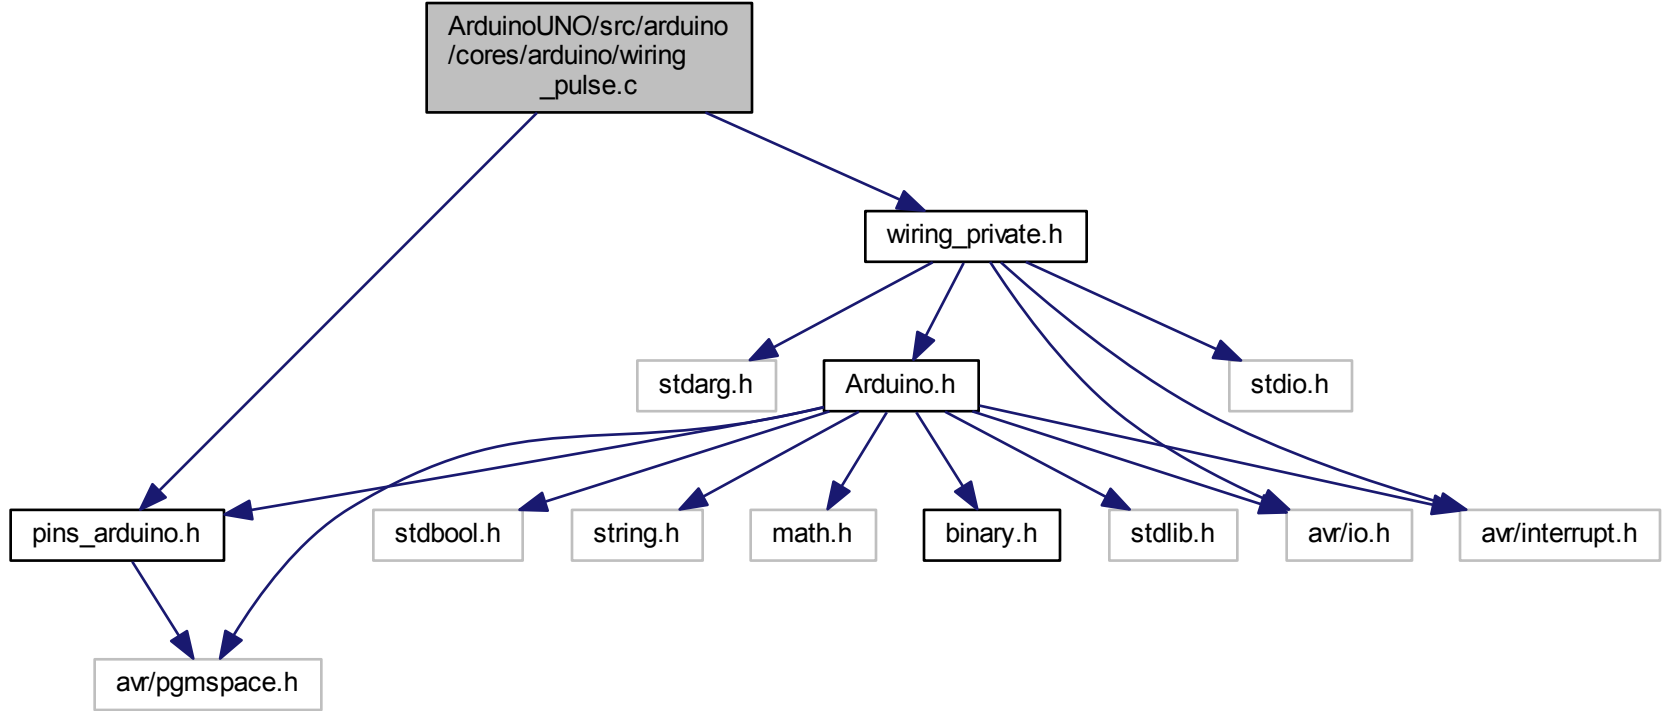 ArduinoUNO/src/arduino
/cores/arduino/wiring
_pulse.c
wiring_private.h
stdarg.h
Arduino.h
stdio.h
pins_arduino.h
stdbool.h
string.h
math.h
binary.h
stdlib.h
avr/io.h
avr/interrupt.h
avr/pgmspace.h